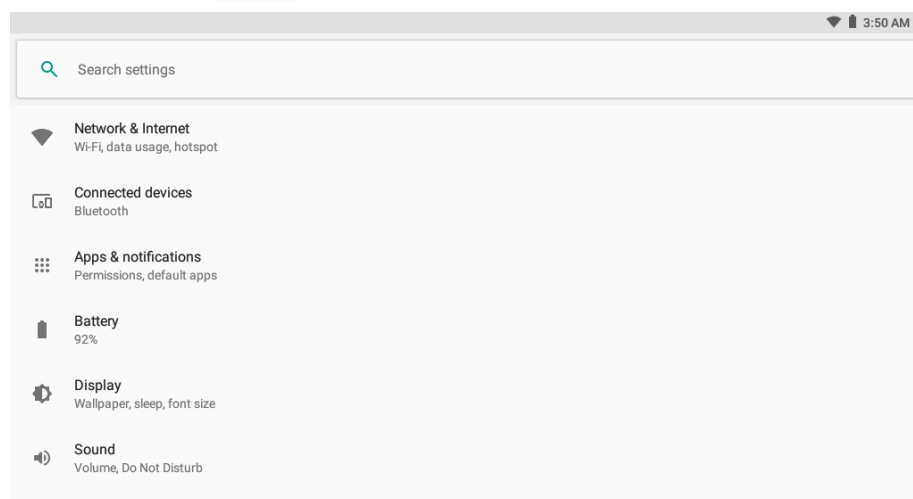 3:50 AM
Search settings
Network & Internet
Wi-Fi, data usage, hotspot
Connected devices
Bluetooth
Apps & notifications
Permissions, default apps
Battery
92%
Display
Wallpaper, sleep, font size
Sound
Volume, Do Not Disturb